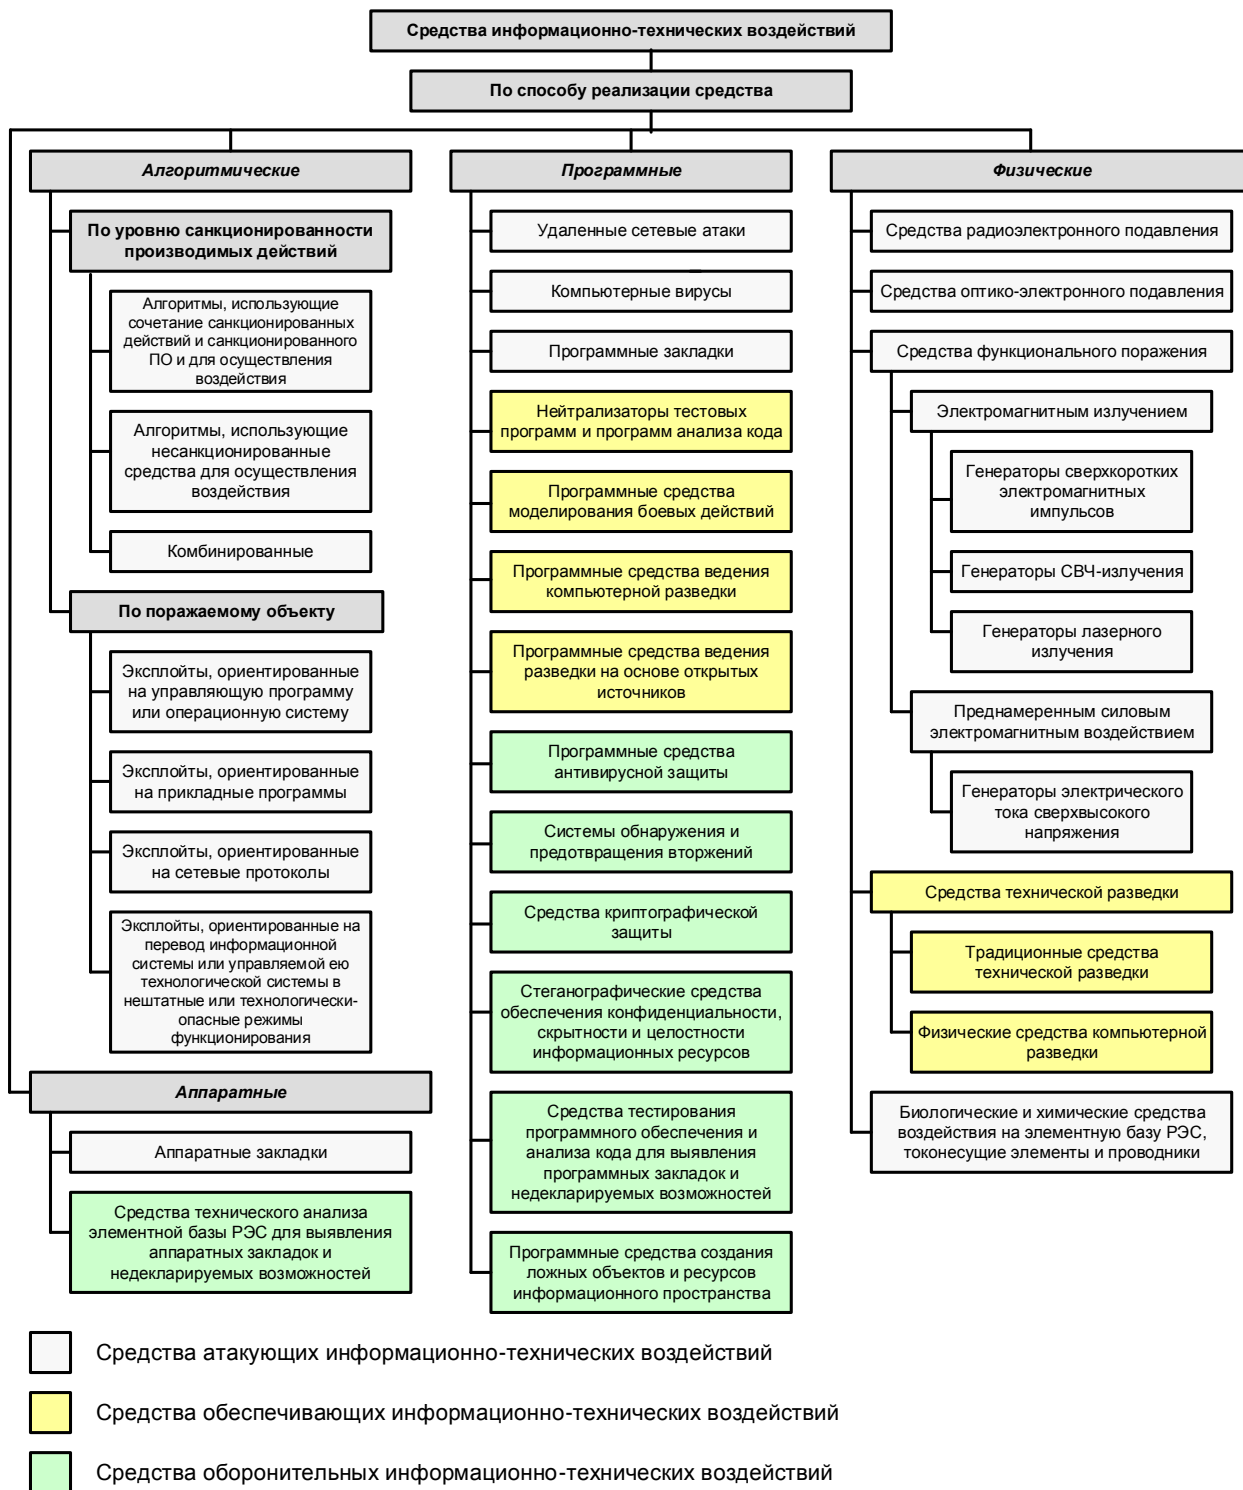 Средства информационно-технических воздействий
По способу реализации средства
Алгоритмические
По уровню санкционированности
производимых действий
Алгоритмы, использующие
сочетание санкционированных
действий и санкционированного
ПО и для осуществления
воздействия
Алгоритмы, использующие
несанкционированные
средства для осуществления
воздействия
Комбинированные
По поражаемому объекту
Эксплойты, ориентированные
на управляющую программу
или операционную систему
Эксплойты, ориентированные
на прикладные программы
Эксплойты, ориентированные
на сетевые протоколы
Эксплойты, ориентированные на
перевод информационной
системы или управляемой ею
технологической системы в
нештатные или технологически-
опасные режимы
функционирования
Аппаратные
Аппаратные закладки
Средства технического анализа
элементной базы РЭС для выявления
аппаратных закладок и
недекларируемых возможностей
Программные
Удаленные сетевые атаки
Компьютерные вирусы
Программные закладки
Нейтрализаторы тестовых
программ и программ анализа кода
Программные средства
моделирования боевых действий
Программные средства ведения
компьютерной разведки
Программные средства ведения
разведки на основе открытых
источников
Программные средства
антивирусной защиты
Системы обнаружения и
предотвращения вторжений
Средства криптографической
защиты
Стеганографические средства
обеспечения конфиденциальности,
скрытности и целостности
информационных ресурсов
Средства тестирования
программного обеспечения и
анализа кода для выявления
программных закладок и
недекларируемых возможностей
Программные средства создания
ложных объектов и ресурсов
информационного пространства
Физические
Средства радиоэлектронного подавления
Средства оптико-электронного подавления
Средства функционального поражения
Электромагнитным излучением
Генераторы сверхкоротких
электромагнитных
импульсов
Генераторы СВЧ-излучения
Генераторы лазерного
излучения
Преднамеренным силовым
электромагнитным воздействием
Генераторы электрического
тока сверхвысокого
напряжения
Средства технической разведки
Традиционные средства
технической разведки
Физические средства компьютерной
разведки
Биологические и химические средства
воздействия на элементную базу РЭС,
токонесущие элементы и проводники
Средства атакующих информационно-технических воздействий
Средства обеспечивающих информационно-технических воздействий
Средства оборонительных информационно-технических воздействий